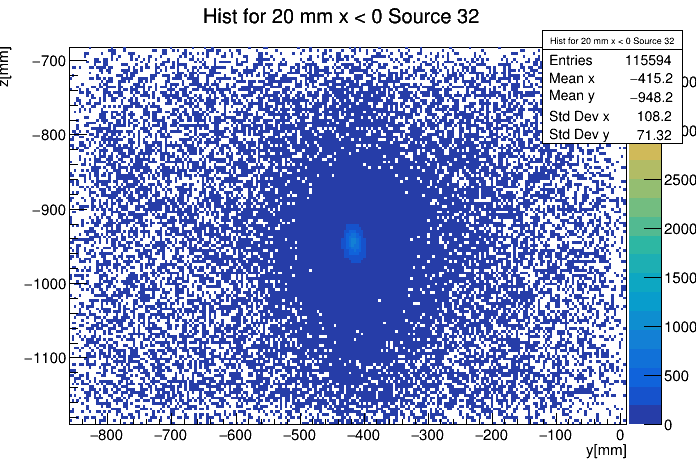 Hist for 20 mm x < 0 Source 32
z[mm]
Hist for 20 mm x < 0 Source 32
Entries 115594
Mean x −415.2
Mean y −948.2
Std Dev x 108.2
Std Dev y 71.32
−700
−800
−900
−1000
−1100
2500
2000
1500
1000
500
0
−800 −700 −600 −500 −400 −300 −200 −100 0
y[mm]